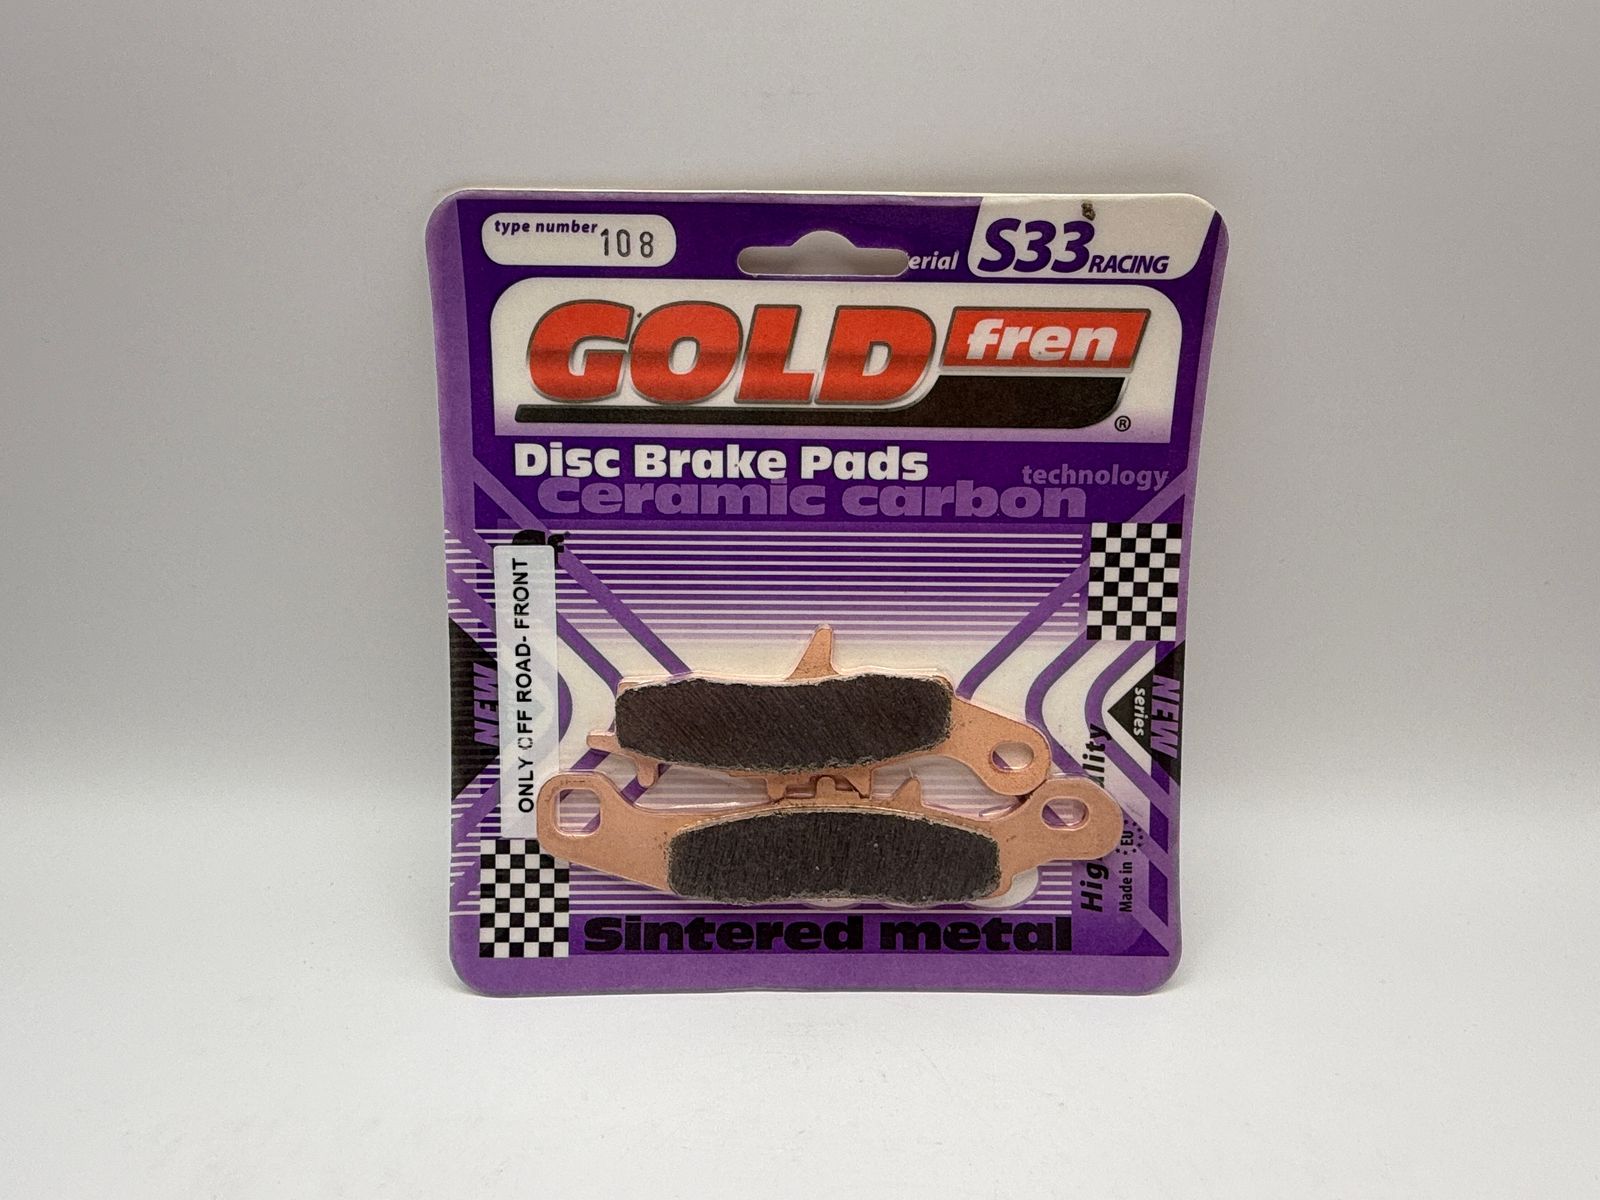 type number 108
erial S33 RACING
GOLD fren
®
Disc Brake Pads
technology
Ceramic carbon
ONLY OFF ROAD- FRONT
NEW
NEW
series
Made in EU
Sintered metal